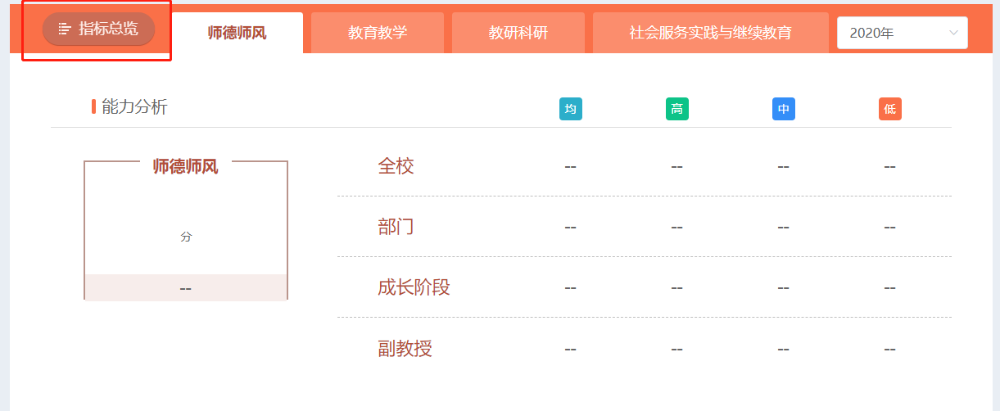 指标总览 师德师风 教育教学 教研科研 社会服务实践与继续教育 2020年
能力分析 均 高 中 低
师德师风
全校 -- -- -- --
部门 -- -- -- --
分
成长阶段 -- -- -- --
--
副教授 -- -- -- --